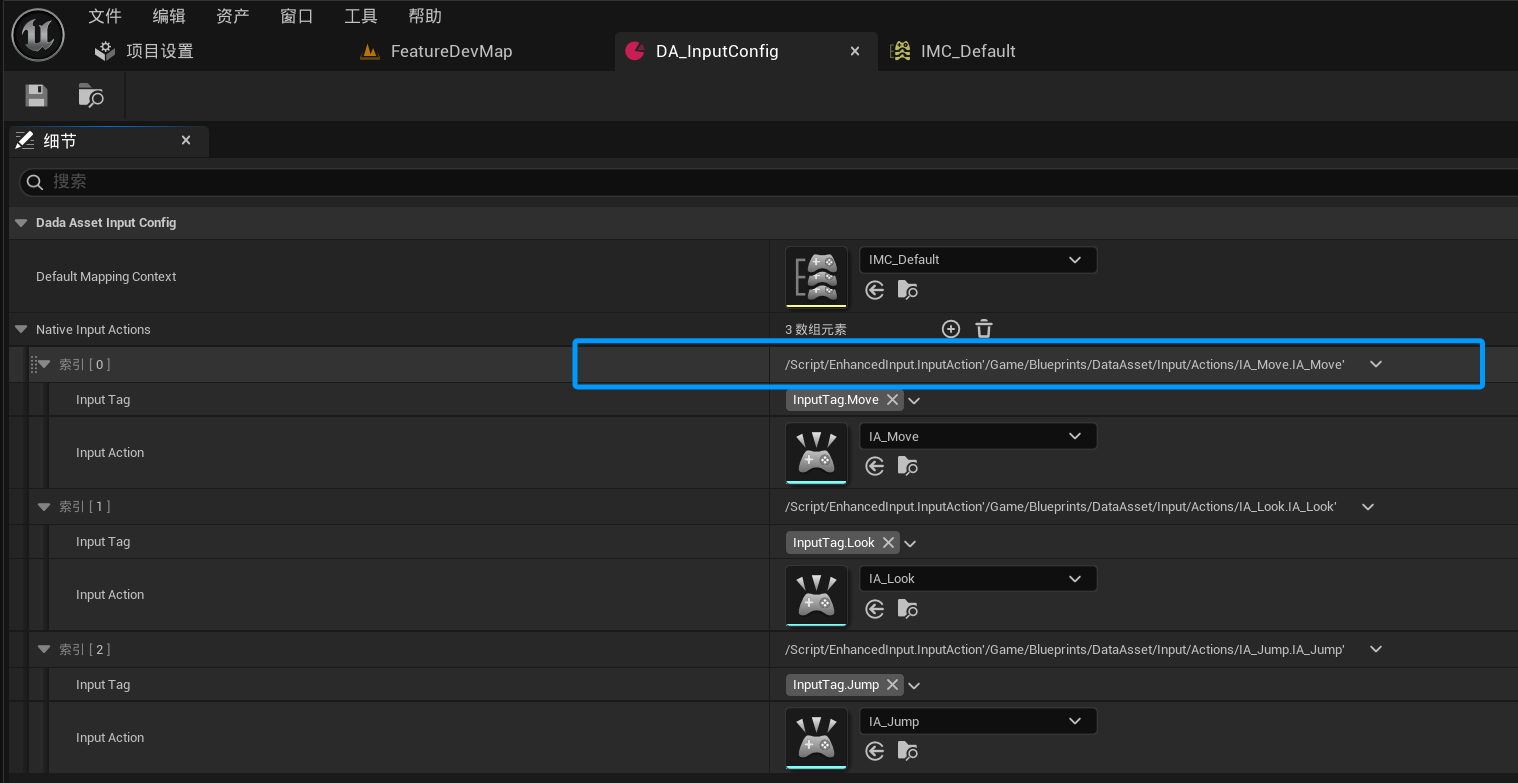 文件 编辑 资产 窗口 工具 帮助
项目设置 FeatureDevMap DA_InputConfig IMC_Default
细节
搜索
Dada Asset Input Config
Default Mapping Context IMC_Default
Native Input Actions 3 数组元素
索引 [ 0 ] /Script/EnhancedInput.InputAction'/Game/Blueprints/DataAsset/Input/Actions/IA_Move.IA_Move'
Input Tag InputTag.Move
Input Action IA_Move
索引 [ 1 ] /Script/EnhancedInput.InputAction'/Game/Blueprints/DataAsset/Input/Actions/IA_Look.IA_Look'
Input Tag InputTag.Look
Input Action IA_Look
索引 [ 2 ] /Script/EnhancedInput.InputAction'/Game/Blueprints/DataAsset/Input/Actions/IA_Jump.IA_Jump'
Input Tag InputTag.Jump
Input Action IA_Jump